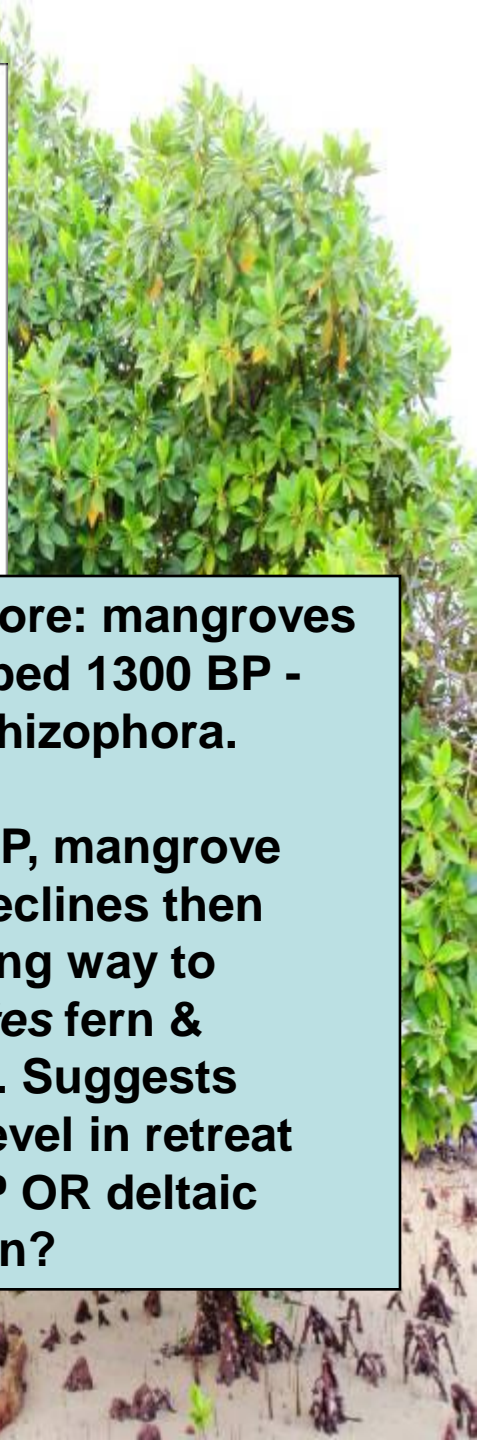 ore: mangroves
ped 1300 BP -
hizophora.
P, mangrove
eclines then
ng way to
es fern &
. Suggests
evel in retreat
P OR deltaic
n?